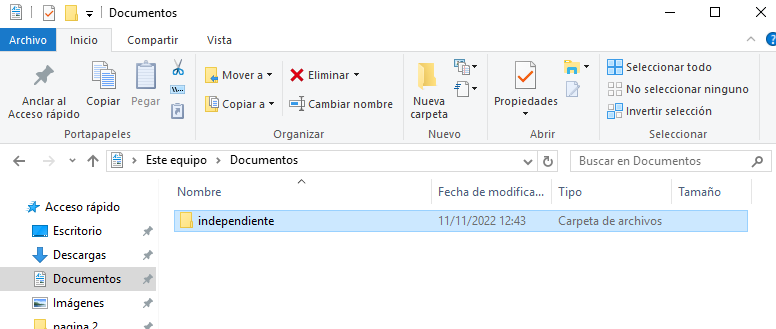 Documentos
Archivo Inicio Compartir Vista
Anclar al Acceso rápido
Copiar
Pegar
Portapapeles
Mover a
Copiar a
Eliminar
Cambiar nombre
Organizar
Nueva carpeta
Nuevo
Propiedades
Abrir
Seleccionar todo
No seleccionar ninguno
Invertir selección
Seleccionar
Este equipo > Documentos
Buscar en Documentos
Nombre Fecha de modifica... Tipo Tamaño
independiente 11/11/2022 12:43 Carpeta de archivos
Acceso rápido
Escritorio
Descargas
Documentos
Imágenes
pagina 2